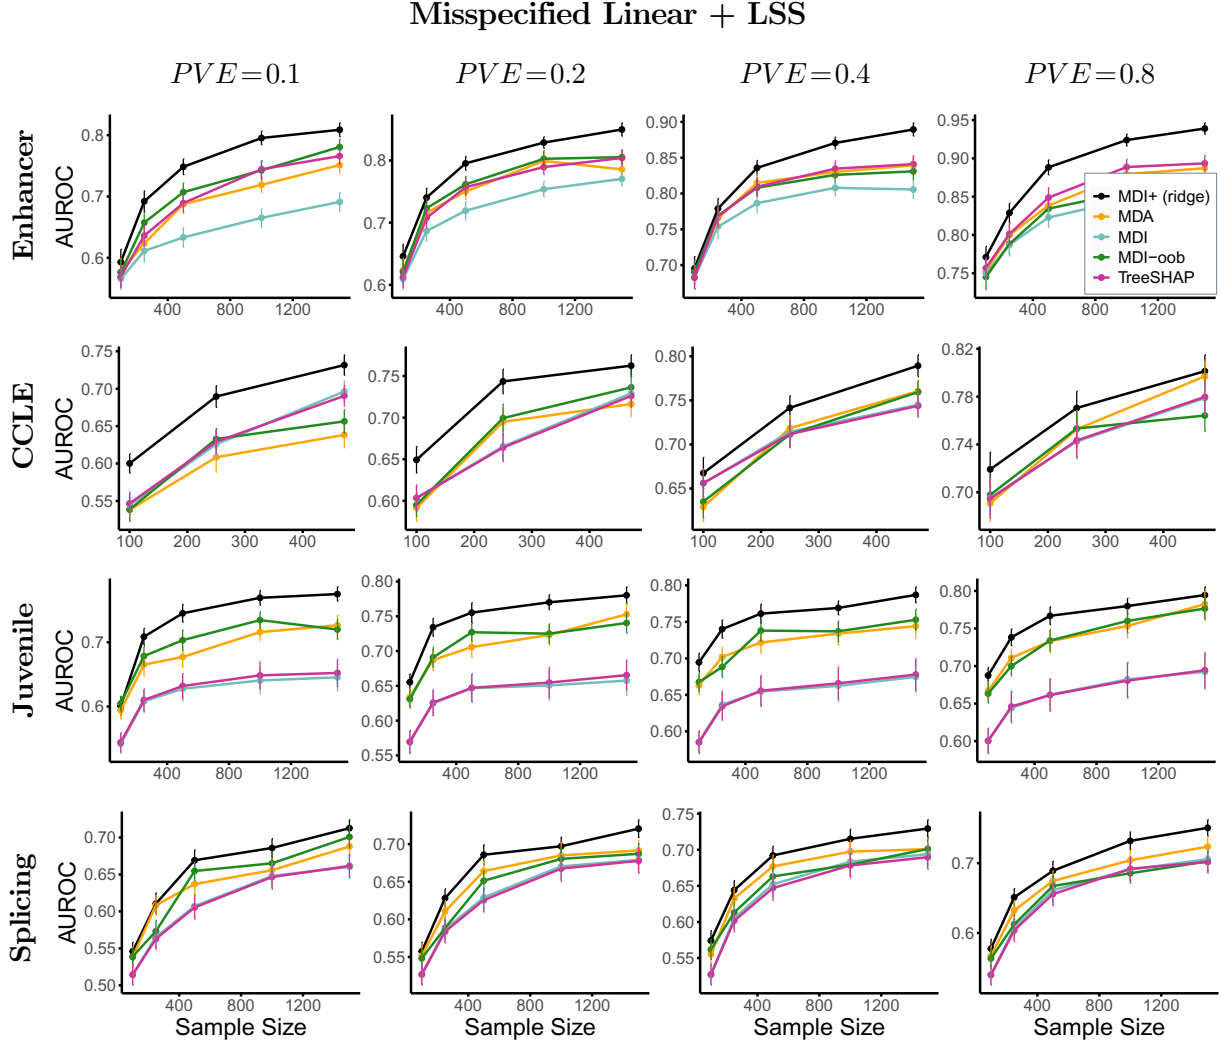 Misspecified Linear + LSS
PVE=0.1 PVE=0.2 PVE=0.4 PVE=0.8
Enhancer
AUROC
0.8
0.7
0.6
400 800 1200
0.8
0.7
0.6
400 800 1200
0.90
0.85
0.80
0.75
0.70
400 800 1200
0.95
0.90
0.85
0.80
0.75
400 800 1200
MDI+ (ridge)
MDA
MDI
MDI−oob
TreeSHAP
CCLE
AUROC
0.75
0.70
0.65
0.60
0.55
100 200 300 400
0.75
0.70
0.65
0.60
100 200 300 400
0.80
0.75
0.70
0.65
100 200 300 400
0.82
0.78
0.74
0.70
100 200 300 400
Juvenile
AUROC
0.7
0.6
400 800 1200
0.80
0.75
0.70
0.65
0.60
0.55
400 800 1200
0.80
0.75
0.70
0.65
0.60
400 800 1200
0.80
0.75
0.70
0.65
0.60
400 800 1200
Splicing
AUROC
0.70
0.65
0.60
0.55
0.50
400 800 1200
Sample Size
0.70
0.65
0.60
0.55
400 800 1200
Sample Size
0.75
0.70
0.65
0.60
0.55
400 800 1200
Sample Size
0.7
0.6
400 800 1200
Sample Size